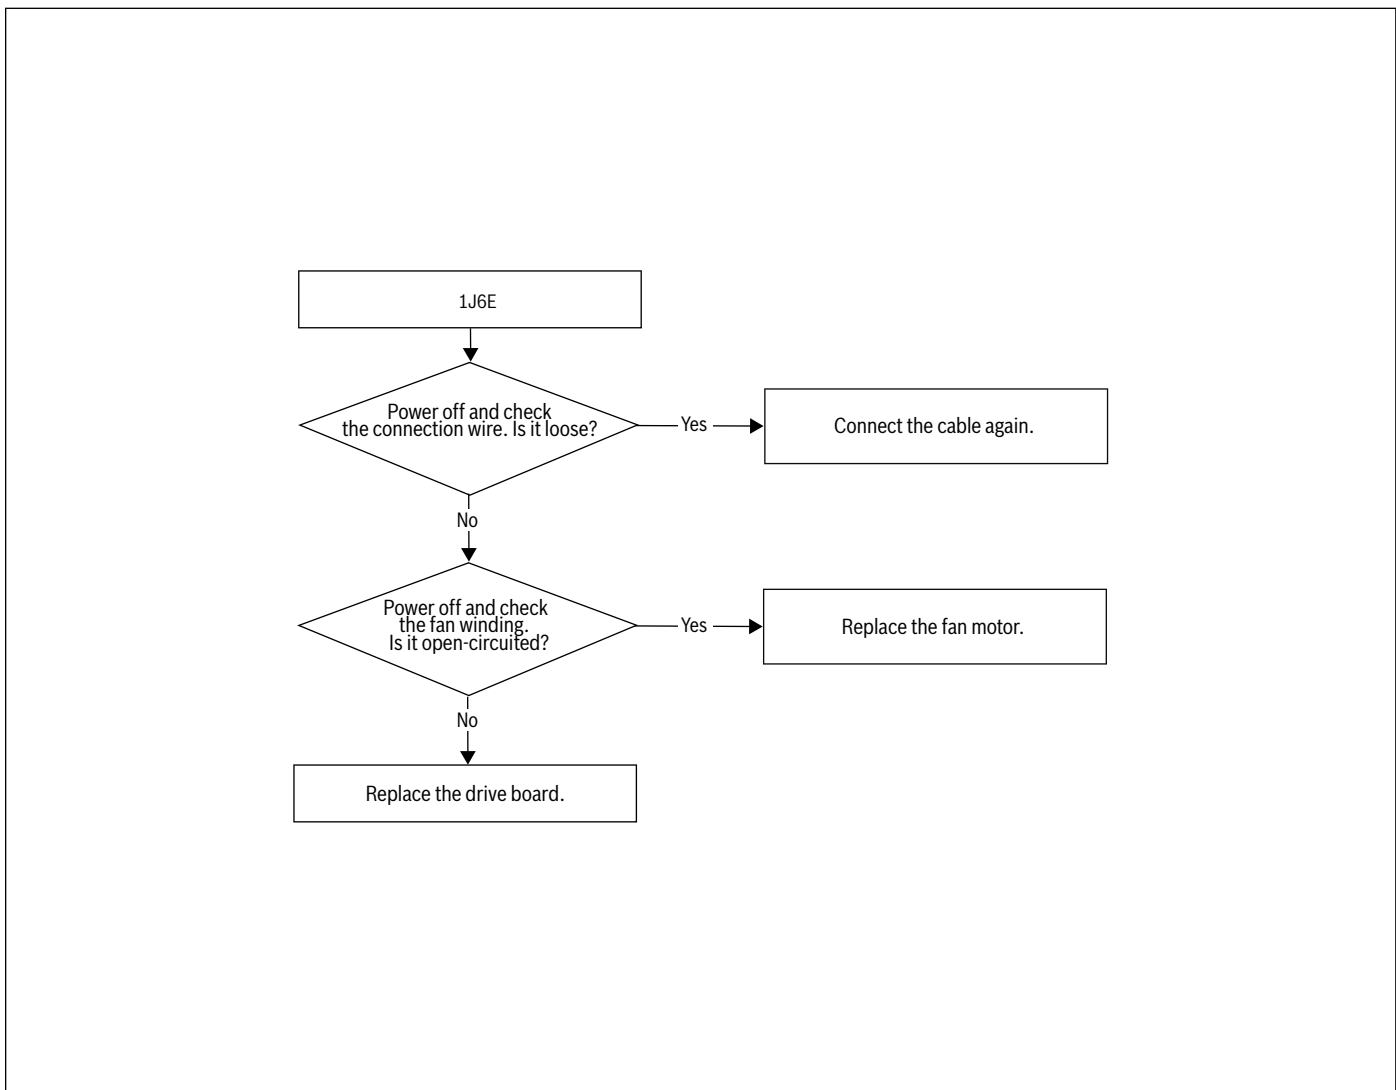 1J6E
Power off and check
the connection wire. Is it loose?
Yes
Connect the cable again.
No
Power off and check
the fan winding.
Is it open-circuited?
Yes
Replace the fan motor.
No
Replace the drive board.